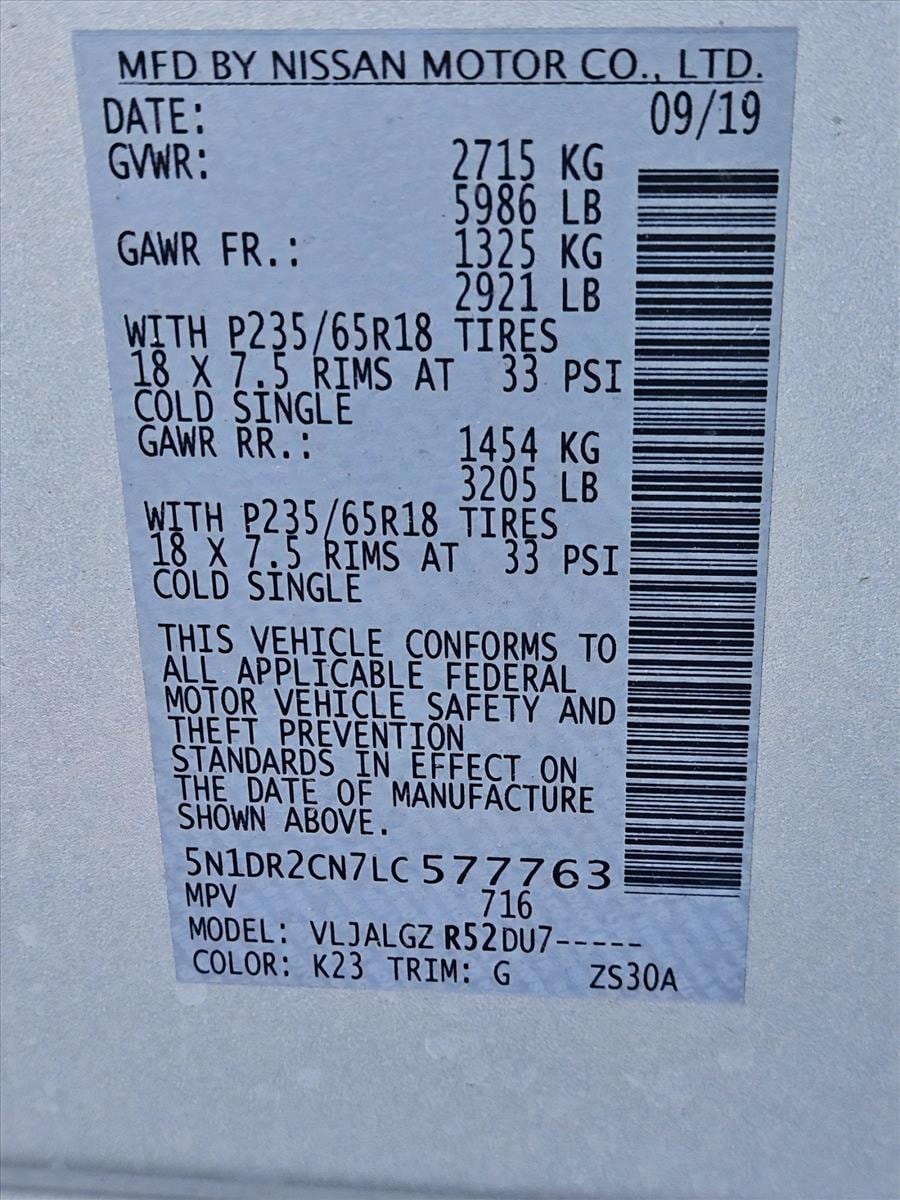 MFD BY NISSAN MOTOR CO., LTD.
DATE: 09/19
GVWR: 2715 KG
5986 LB
GAWR FR.: 1325 KG
2921 LB
WITH P235/65R18 TIRES
18 X 7.5 RIMS AT 33 PSI
COLD SINGLE
GAWR RR.: 1454 KG
3205 LB
WITH P235/65R18 TIRES
18 X 7.5 RIMS AT 33 PSI
COLD SINGLE
THIS VEHICLE CONFORMS TO
ALL APPLICABLE FEDERAL
MOTOR VEHICLE SAFETY AND
THEFT PREVENTION
STANDARDS IN EFFECT ON
THE DATE OF MANUFACTURE
SHOWN ABOVE.
5N1DR2CN7LC 577763
MPV 716
MODEL: VLJALGZ R52DU7-----
COLOR: K23 TRIM: G ZS30A